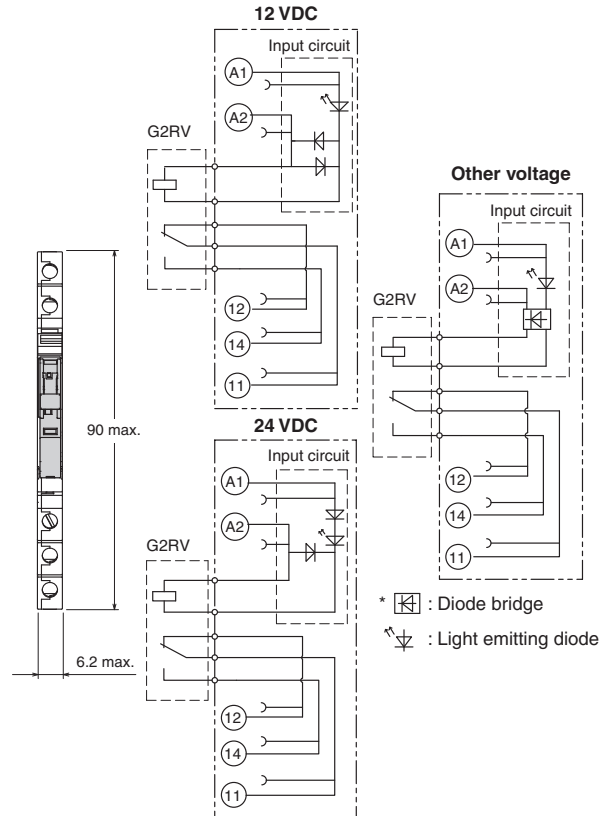 12 VDC
Input circuit
A1
A2
G2RV
12
14
11
Other voltage
Input circuit
A1
A2
G2RV
12
14
11
90 max.
6.2 max.
24 VDC
Input circuit
A1
A2
G2RV
12
14
11
* : Diode bridge
: Light emitting diode